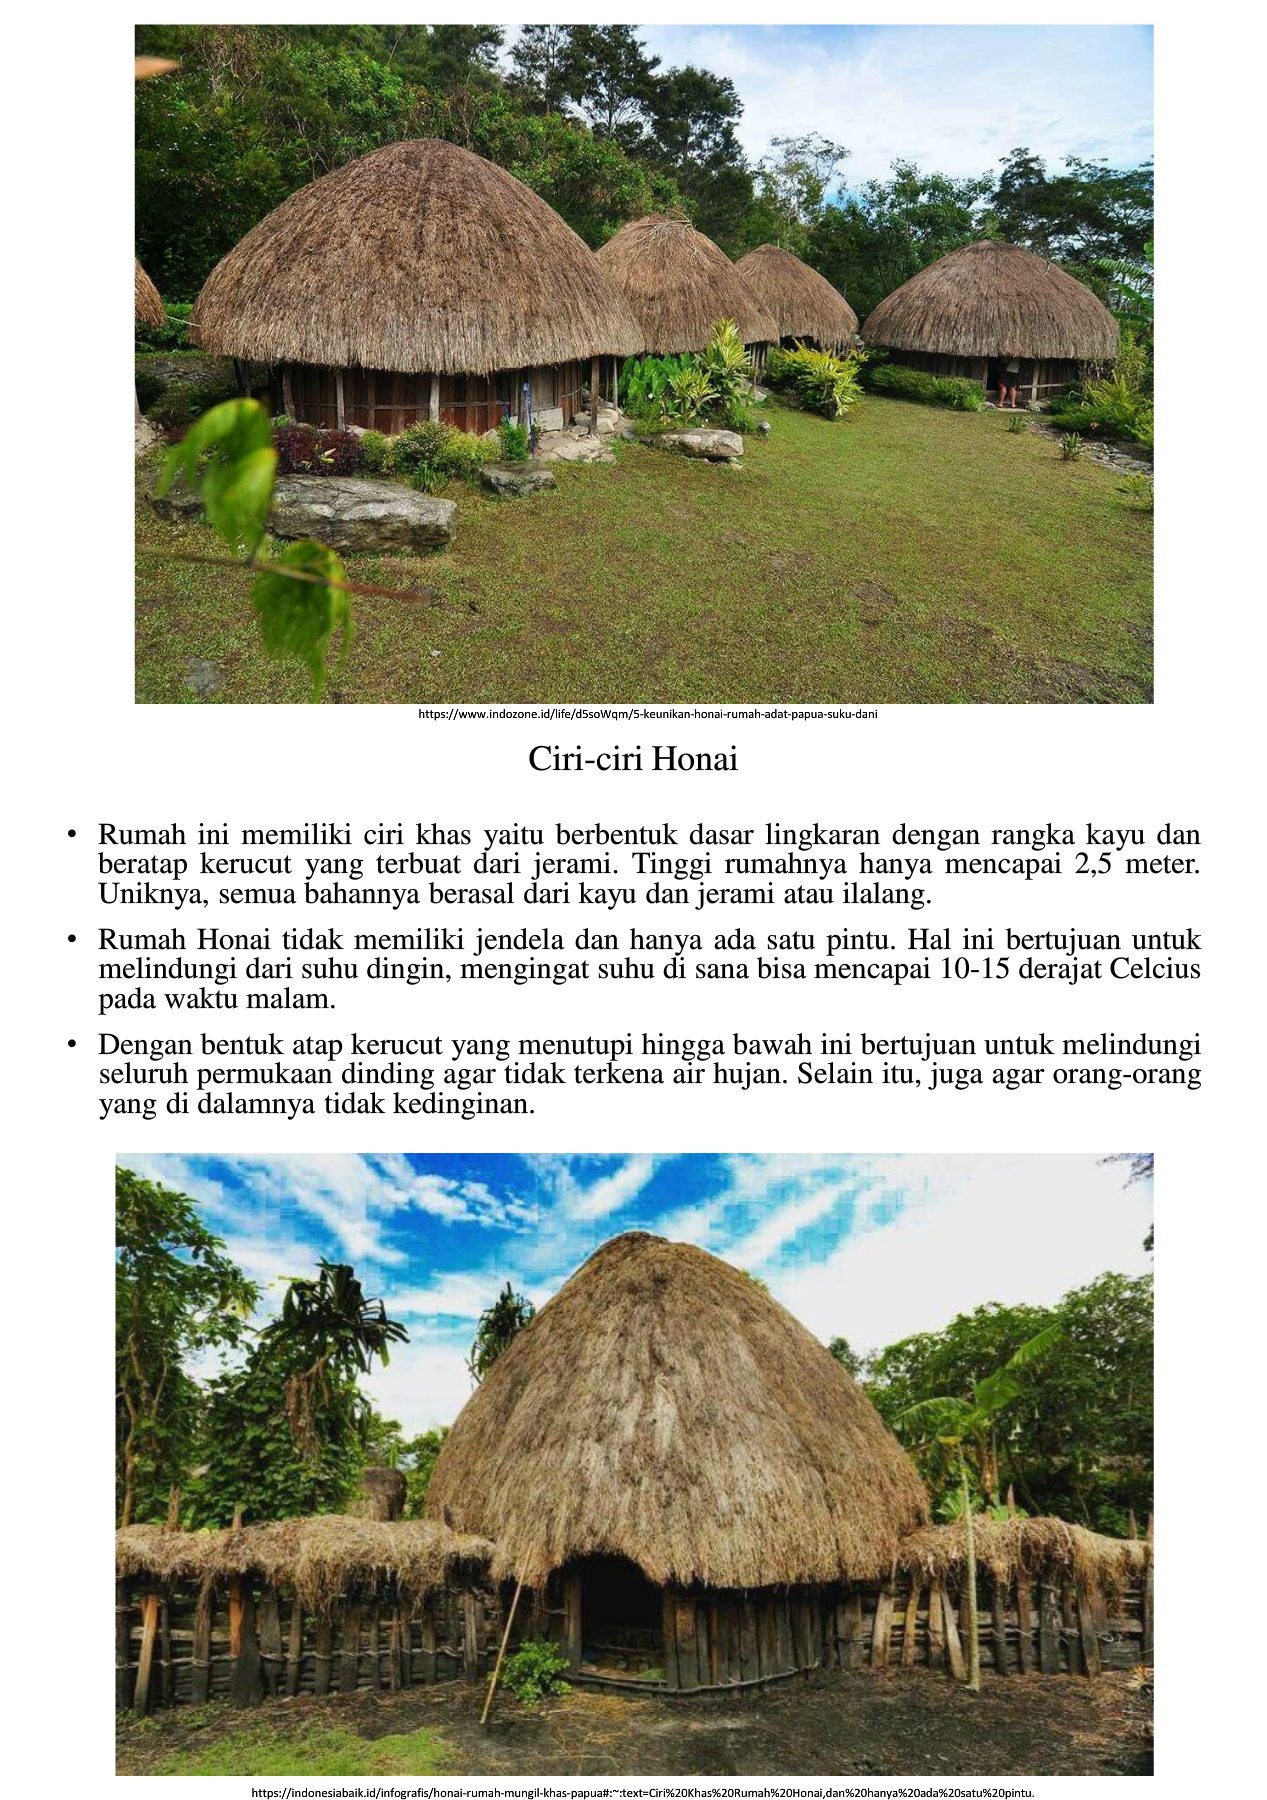 https://www.indozone.id/life/d5soWqm/5-keunikan-honai-rumah-adat-papua-suku-dani
Ciri-ciri Honai
• Rumah ini memiliki ciri khas yaitu berbentuk dasar lingkaran dengan rangka kayu dan
beratap kerucut yang terbuat dari jerami. Tinggi rumahnya hanya mencapai 2,5 meter.
Uniknya, semua bahannya berasal dari kayu dan jerami atau ilalang.
• Rumah Honai tidak memiliki jendela dan hanya ada satu pintu. Hal ini bertujuan untuk
melindungi dari suhu dingin, mengingat suhu di sana bisa mencapai 10-15 derajat Celcius
pada waktu malam.
• Dengan bentuk atap kerucut yang menutupi hingga bawah ini bertujuan untuk melindungi
seluruh permukaan dinding agar tidak terkena air hujan. Selain itu, juga agar orang-orang
yang di dalamnya tidak kedinginan.
https://indonesiabaik.id/infografis/honai-rumah-mungil-khas-papua#:~:text=Ciri%20Khas%20Rumah%20Honai,dan%20hanya%20ada%20satu%20pintu.